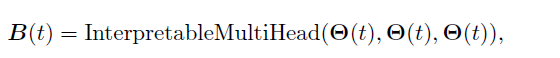 B(t) = InterpretableMultiHead(Θ(t), Θ(t), Θ(t)),